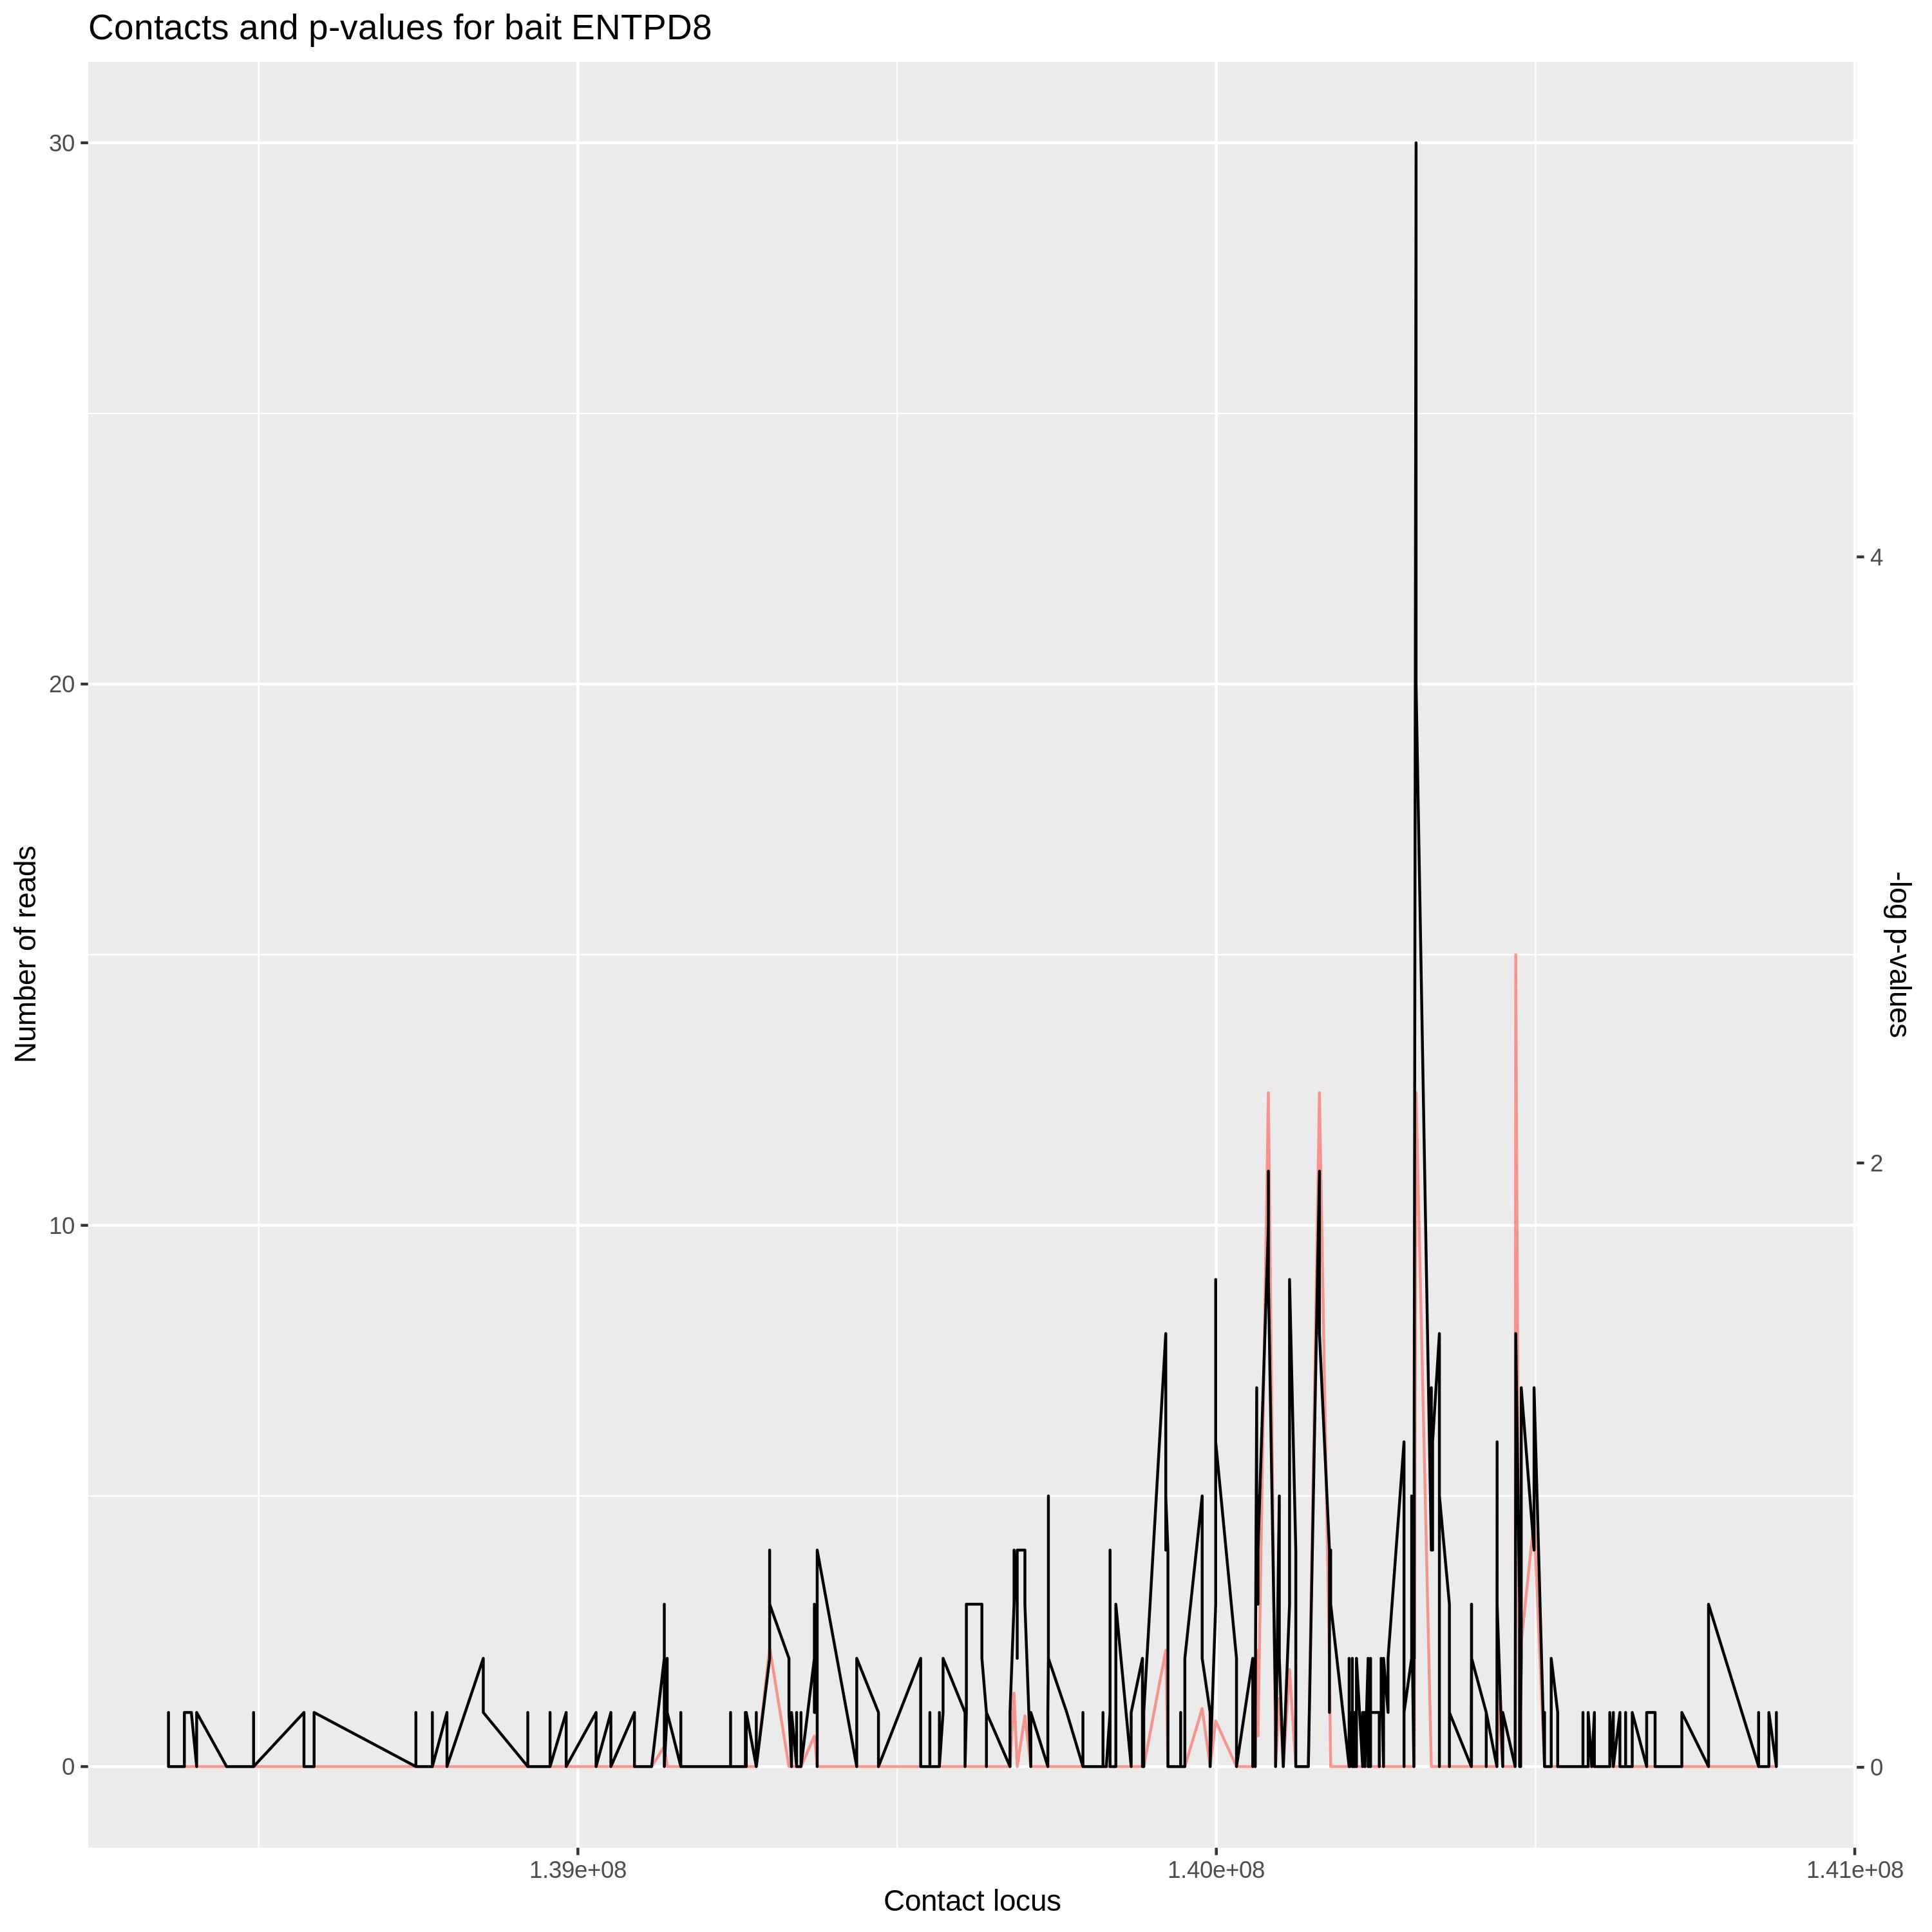 Contacts and p-values for bait ENTPD8
30
20
10
0
Number of reads
4
2
0
-log p-values
1.39e+08
1.40e+08
1.41e+08
Contact locus